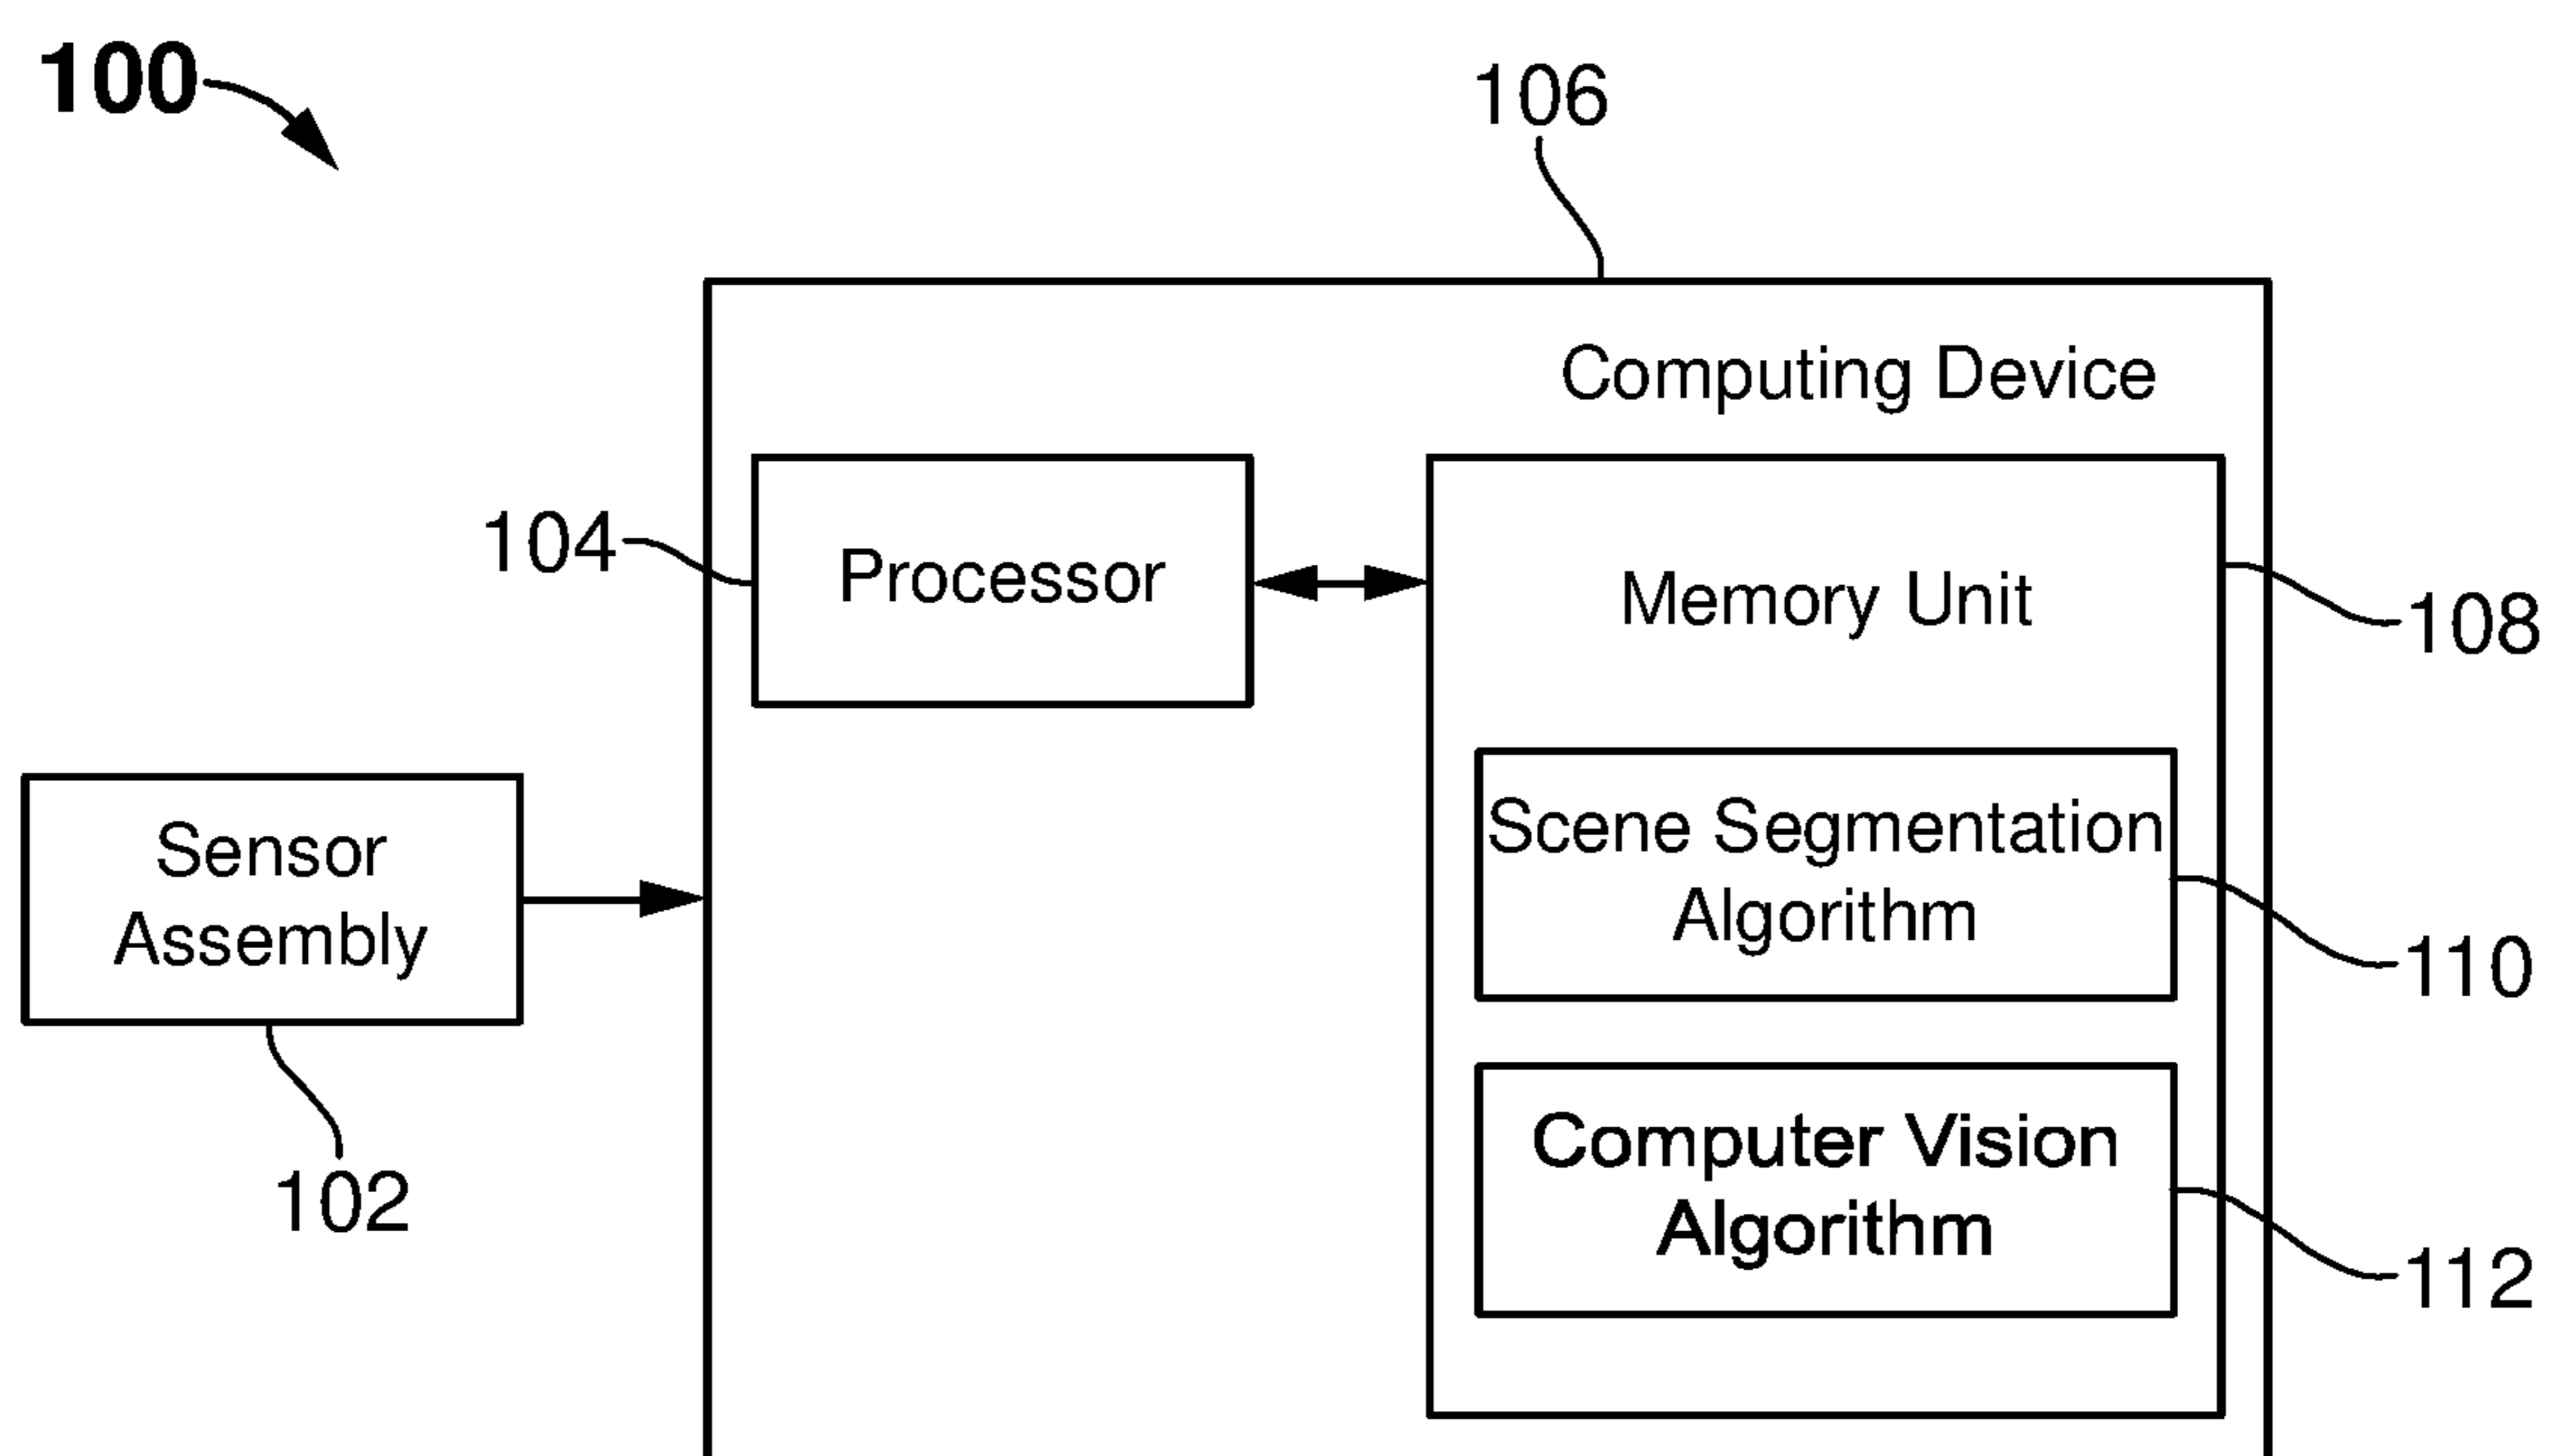 100
106
Computing Device
104
Processor
Memory Unit
108
Sensor
Assembly
Scene Segmentation
Algorithm
110
102
Computer Vision
Algorithm
112